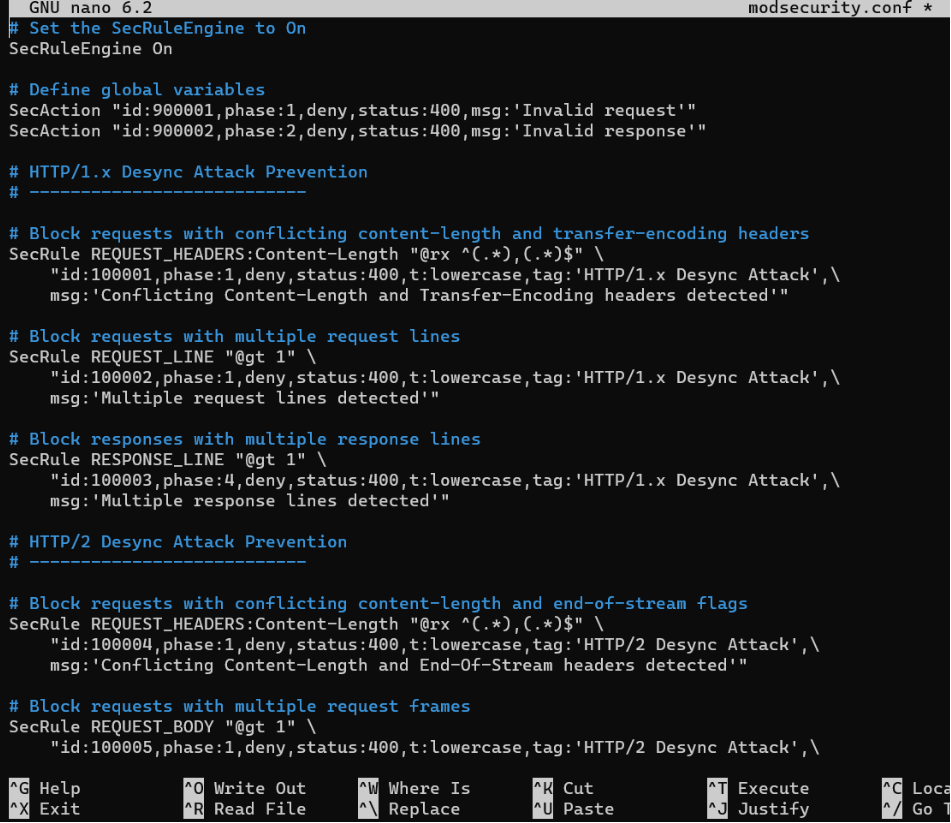 GNU nano 6.2 modsecurity.conf *
# Set the SecRuleEngine to On
SecRuleEngine On
# Define global variables
SecAction "id:900001,phase:1,deny,status:400,msg:'Invalid request'"
SecAction "id:900002,phase:2,deny,status:400,msg:'Invalid response'"
# HTTP/1.x Desync Attack Prevention
# ---------------------------
# Block requests with conflicting content-length and transfer-encoding headers
SecRule REQUEST_HEADERS:Content-Length "@rx ^(.*),(.*)$" \
"id:100001,phase:1,deny,status:400,t:lowercase,tag:'HTTP/1.x Desync Attack',\
msg:'Conflicting Content-Length and Transfer-Encoding headers detected'"
# Block requests with multiple request lines
SecRule REQUEST_LINE "@gt 1" \
"id:100002,phase:1,deny,status:400,t:lowercase,tag:'HTTP/1.x Desync Attack',\
msg:'Multiple request lines detected'"
# Block responses with multiple response lines
SecRule RESPONSE_LINE "@gt 1" \
"id:100003,phase:4,deny,status:400,t:lowercase,tag:'HTTP/1.x Desync Attack',\
msg:'Multiple response lines detected'"
# HTTP/2 Desync Attack Prevention
# ---------------------------
# Block requests with conflicting content-length and end-of-stream flags
SecRule REQUEST_HEADERS:Content-Length "@rx ^(.*),(.*)$" \
"id:100004,phase:1,deny,status:400,t:lowercase,tag:'HTTP/2 Desync Attack',\
msg:'Conflicting Content-Length and End-Of-Stream headers detected'"
# Block requests with multiple request frames
SecRule REQUEST_BODY "@gt 1" \
"id:100005,phase:1,deny,status:400,t:lowercase,tag:'HTTP/2 Desync Attack',\
^G Help ^O Write Out ^W Where Is ^K Cut ^T Execute ^C
^X Exit ^R Read File ^\ Replace ^U Paste ^J Justify ^/ Go